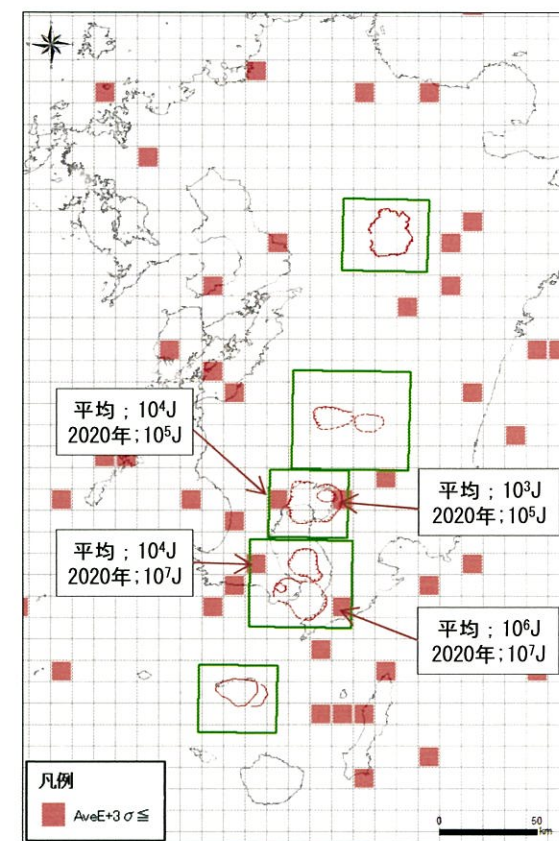 平均 ; 10⁴J
2020年 ; 10⁵J
平均 ; 10³J
2020年 ; 10⁵J
平均 ; 10⁴J
2020年 ; 10⁷J
平均 ; 10⁶J
2020年 ; 10⁷J
凡例
AveE+3σ≦
0 50
km